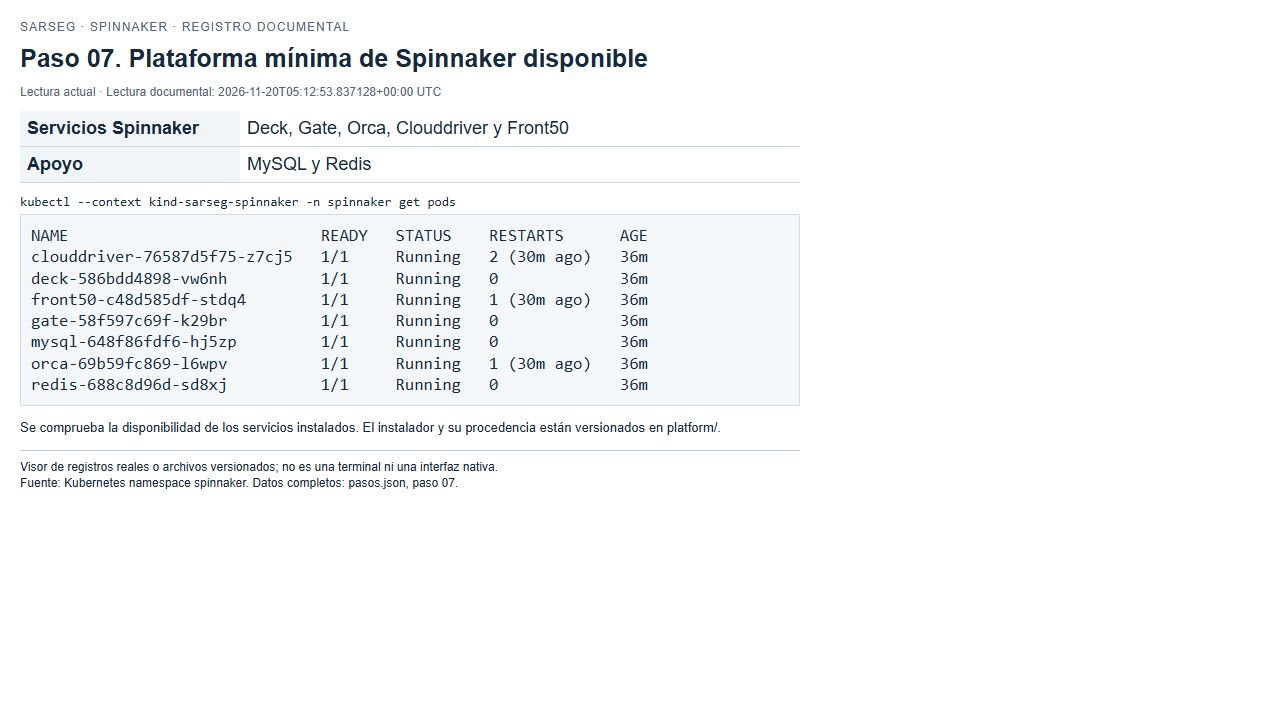 SARSEG · SPINNAKER · REGISTRO DOCUMENTAL
Paso 07. Plataforma mínima de Spinnaker disponible
Lectura actual · Lectura documental: 2026-11-20T05:12:53.837128+00:00 UTC
Servicios Spinnaker Deck, Gate, Orca, Clouddriver y Front50
Apoyo MySQL y Redis
kubectl --context kind-sarseg-spinnaker -n spinnaker get pods
NAME READY STATUS RESTARTS AGE
clouddriver-76587d5f75-z7cj5 1/1 Running 2 (30m ago) 36m
deck-586bdd4898-vw6nh 1/1 Running 0 36m
front50-c48d585df-stdq4 1/1 Running 1 (30m ago) 36m
gate-58f597c69f-k29br 1/1 Running 0 36m
mysql-648f86fdf6-hj5zp 1/1 Running 0 36m
orca-69b59fc869-l6wpv 1/1 Running 1 (30m ago) 36m
redis-688c8d96d-sd8xj 1/1 Running 0 36m
Se comprueba la disponibilidad de los servicios instalados. El instalador y su procedencia están versionados en platform/.
Visor de registros reales o archivos versionados; no es una terminal ni una interfaz nativa.
Fuente: Kubernetes namespace spinnaker. Datos completos: pasos.json, paso 07.